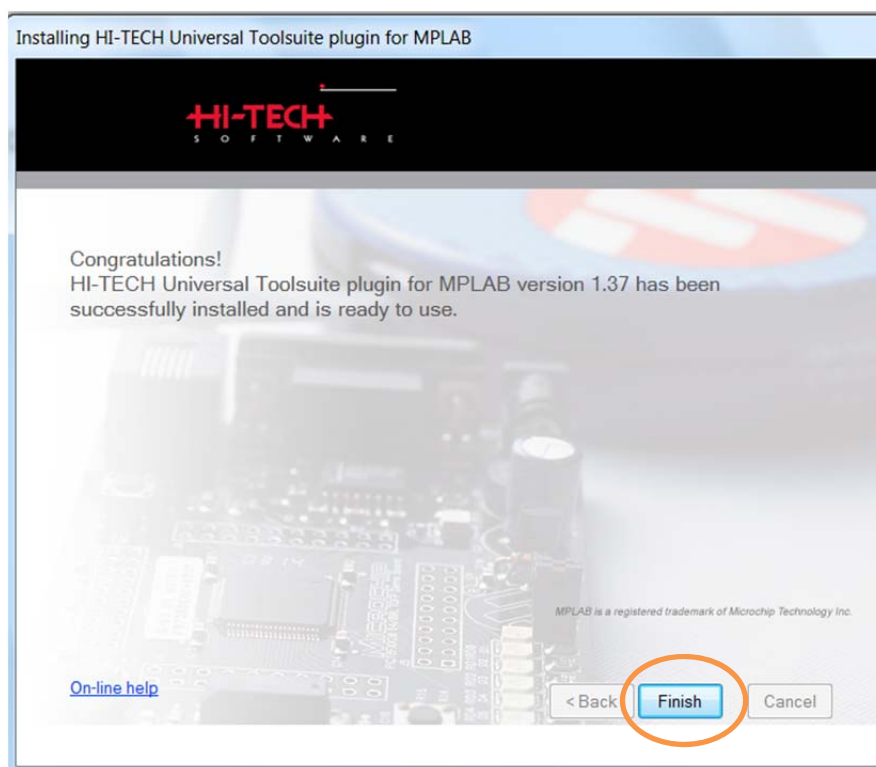 Installing HI-TECH Universal Toolsuite plugin for MPLAB
HI-TECH
SOFTWARE
Congratulations!
HI-TECH Universal Toolsuite plugin for MPLAB version 1.37 has been
successfully installed and is ready to use.
MPLAB is a registered trademark of Microchip Technology Inc.
On-line help
< Back
Finish
Cancel